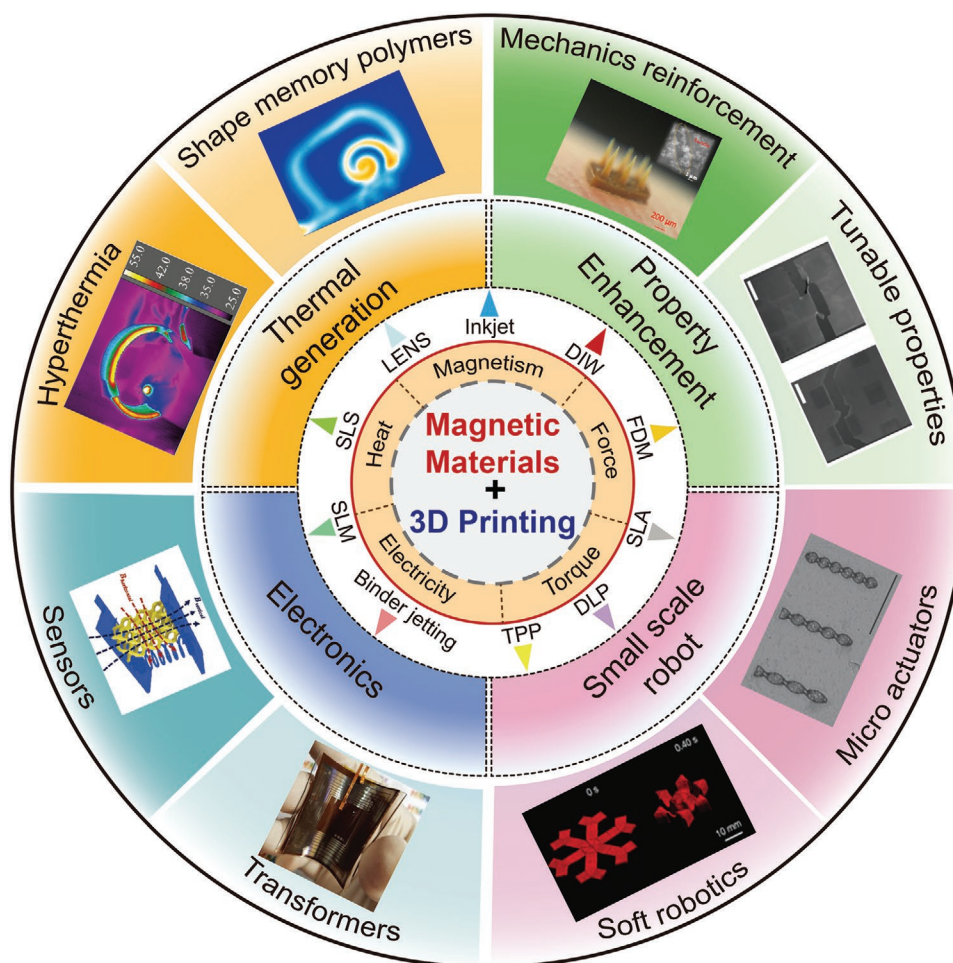 Shape memory polymers
Mechanics reinforcement
Hyperthermia
Tunable properties
55.0
42.0
38.0
35.0
25.0
200 μm
Thermal
generation
Property
Enhancement
Inkjet
LENS
DIW
SLS
FDM
SLM
SLA
Binder jetting
TPP
DLP
Magnetism
Heat
Force
Electricity
Torque
Magnetic
Materials
+
3D Printing
Electronics
Small scale
robot
Sensors
Micro actuators
Transformers
0 s
0.40 s
10 mm
Soft robotics